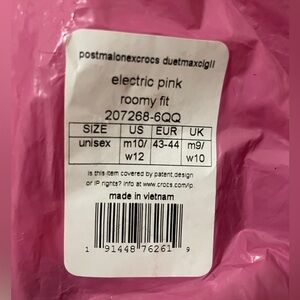 postmalonexcrocs duetmaxclgII
electric pink
roomy fit
207268-6QQ
SIZE US EUR UK
unisex m10/ 43-44 m9/
w12 w10
Is this item covered by patent,design
or IP rights? Info at www.crocs.com/ip.
made in vietnam
1 91448 76261 9